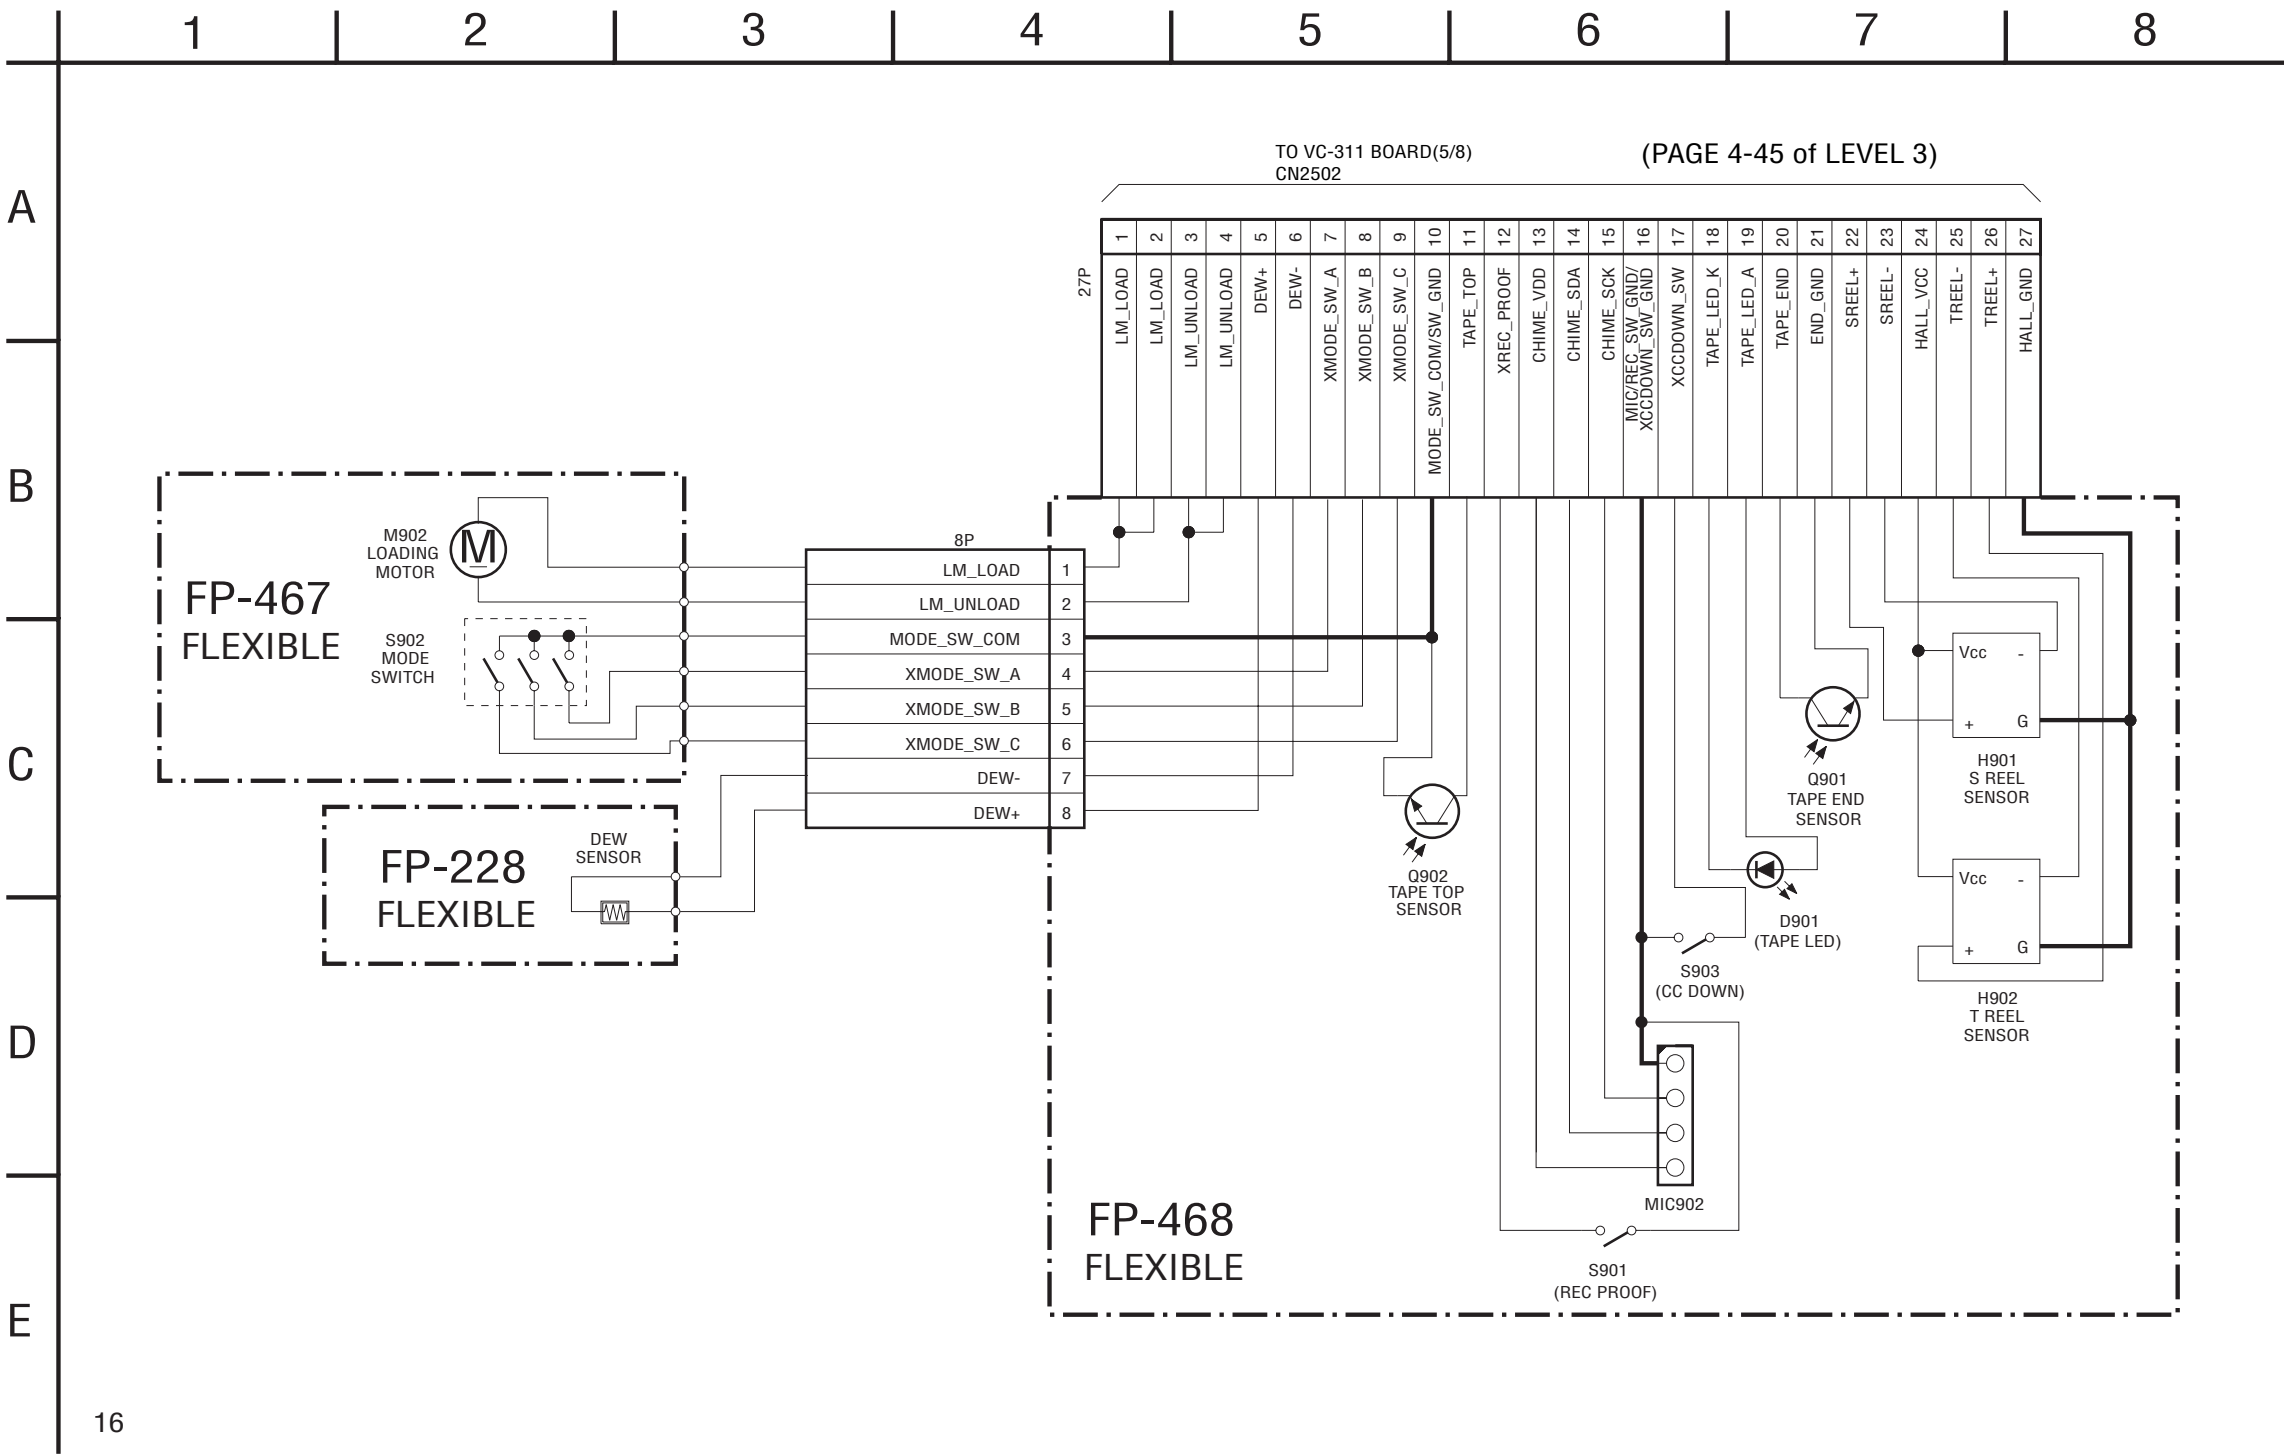 1 2 3 4 5 6 7 8
A
B
C
D
E
TO VC-311 BOARD(5/8)
CN2502
(PAGE 4-45 of LEVEL 3)
27P
1 2 3 4 5 6 7 8 9 10 11 12 13 14 15 16 17 18 19 20 21 22 23 24 25 26 27
LM_LOAD
LM_LOAD
LM_UNLOAD
LM_UNLOAD
DEW+
DEW-
XMODE_SW_A
XMODE_SW_B
XMODE_SW_C
MODE_SW_COM/SW_GND
TAPE_TOP
XREC_PROOF
CHIME_VDD
CHIME_SDA
CHIME_SCK
MIC/REC_SW_GND/
XCCDOWN_SW_GND
XCCDOWN_SW
TAPE_LED_K
TAPE_LED_A
TAPE_END
END_GND
SREEL+
SREEL-
HALL_VCC
TREEL-
TREEL+
HALL_GND
FP-467
FLEXIBLE
M902
LOADING
MOTOR
M
S902
MODE
SWITCH
FP-228
FLEXIBLE
DEW
SENSOR
8P
LM_LOAD 1
LM_UNLOAD 2
MODE_SW_COM 3
XMODE_SW_A 4
XMODE_SW_B 5
XMODE_SW_C 6
DEW- 7
DEW+ 8
Q902
TAPE TOP
SENSOR
Q901
TAPE END
SENSOR
D901
(TAPE LED)
S903
(CC DOWN)
Vcc -
+ G
H901
S REEL
SENSOR
Vcc -
+ G
H902
T REEL
SENSOR
MIC902
S901
(REC PROOF)
FP-468
FLEXIBLE
16